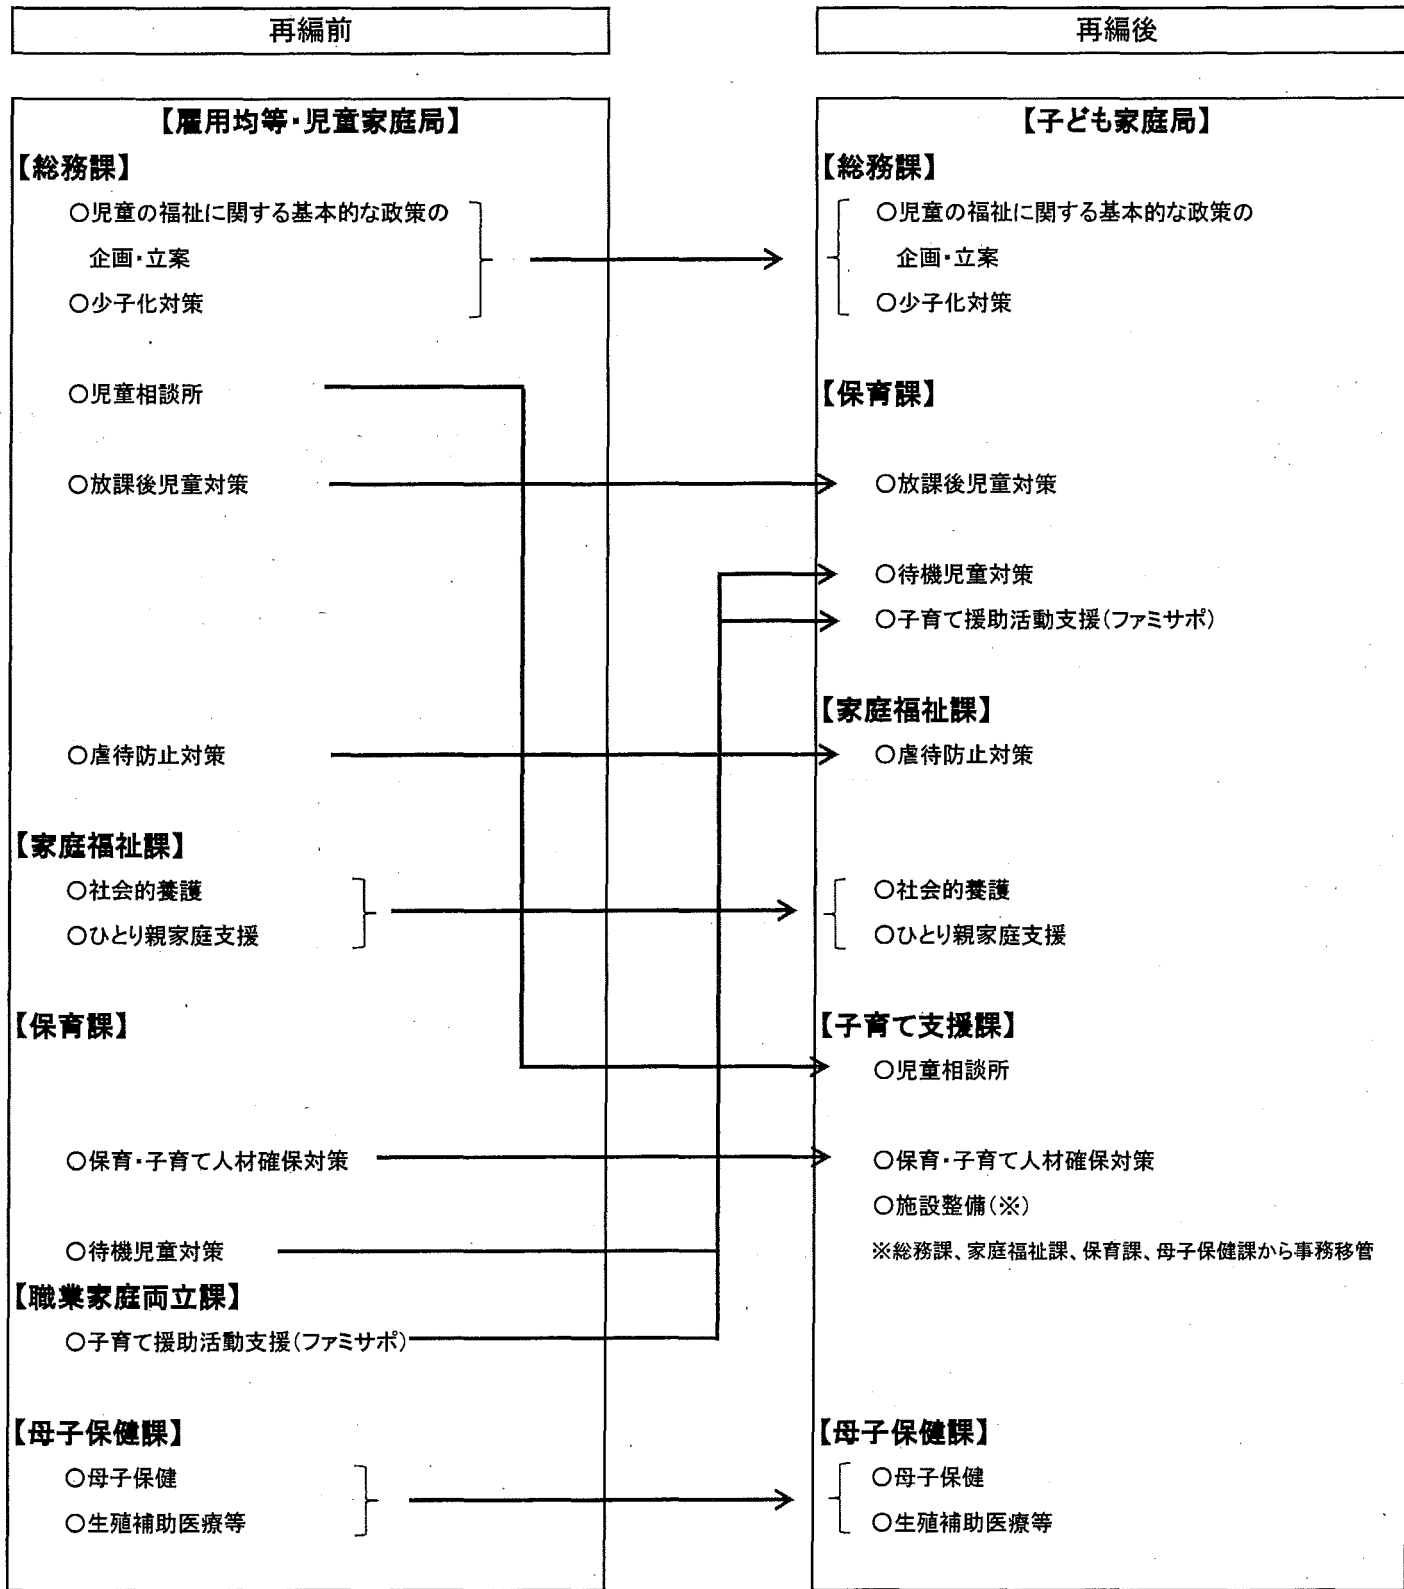 再編前
【雇用均等・児童家庭局】
【総務課】
○児童の福祉に関する基本的な政策の
企画・立案
○少子化対策
○児童相談所
○放課後児童対策
○虐待防止対策
【家庭福祉課】
○社会的養護
○ひとり親家庭支援
【保育課】
○保育・子育て人材確保対策
○待機児童対策
【職業家庭両立課】
○子育て援助活動支援(ファミサポ)
【母子保健課】
○母子保健
○生殖補助医療等
再編後
【子ども家庭局】
【総務課】
○児童の福祉に関する基本的な政策の
企画・立案
○少子化対策
【保育課】
○放課後児童対策
○待機児童対策
○子育て援助活動支援(ファミサポ)
【家庭福祉課】
○虐待防止対策
○社会的養護
○ひとり親家庭支援
【子育て支援課】
○児童相談所
○保育・子育て人材確保対策
○施設整備(※)
※総務課、家庭福祉課、保育課、母子保健課から事務移管
【母子保健課】
○母子保健
○生殖補助医療等